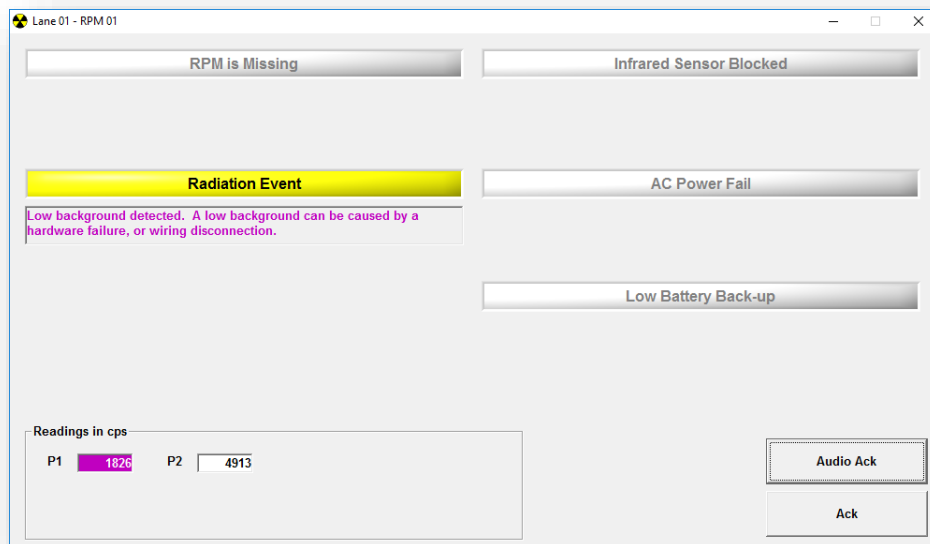 Lane 01 - RPM 01
RPM is Missing
Infrared Sensor Blocked
Radiation Event
AC Power Fail
Low background detected.  A low background can be caused by a
hardware failure, or wiring disconnection.
Low Battery Back-up
Readings in cps
P1 1826 P2 4913
Audio Ack
Ack